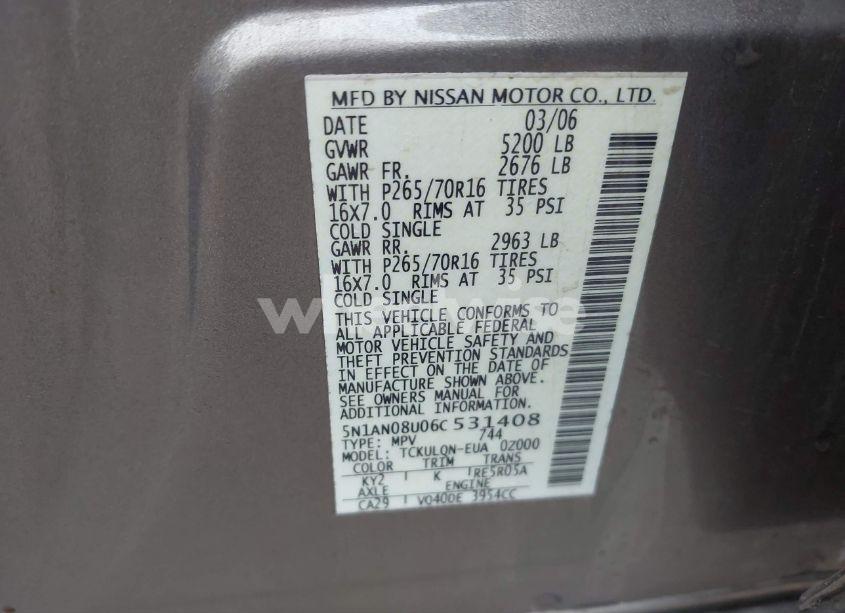 MFD BY NISSAN MOTOR CO., LTD.
DATE 03/06
GVWR 5200 LB
GAWR FR. 2676 LB
WITH P265/70R16 TIRES
16x7.0 RIMS AT 35 PSI
COLD SINGLE
GAWR RR. 2963 LB
WITH P265/70R16 TIRES
16x7.0 RIMS AT 35 PSI
COLD SINGLE
THIS VEHICLE CONFORMS TO
ALL APPLICABLE FEDERAL
MOTOR VEHICLE SAFETY AND
THEFT PREVENTION STANDARDS
IN EFFECT ON THE DATE OF
MANUFACTURE SHOWN ABOVE.
SEE OWNERS MANUAL FOR
ADDITIONAL INFORMATION.
5N1AN08U06C531408
TYPE: MPV /44
MODEL: TCKULQN-EUA 0Z000
COLOR TRIM TRANS
KY2 K RE5R05A
AXLE ENGINE
CA29 VQ40DE 3954CC